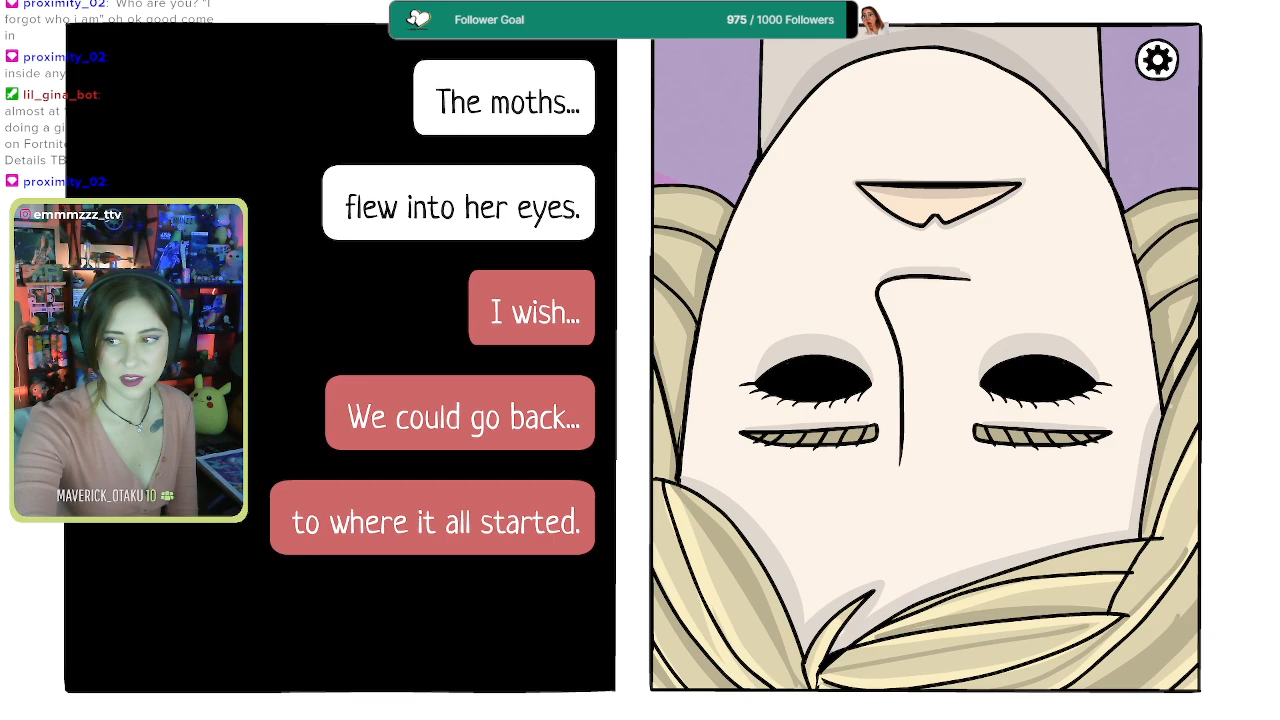 proximity_02: Who are you? "I
forgot who i am" oh ok good come
in
proximity_02:
inside any
lil_gina_bot:
almost at
doing a gi
on Fortnite
Details TB
proximity_02:
Follower Goal
975 / 1000 Followers
emmmzzz_ttv
MAVERICK_OTAKU 10
The moths...
flew into her eyes.
I wish...
We could go back...
to where it all started.